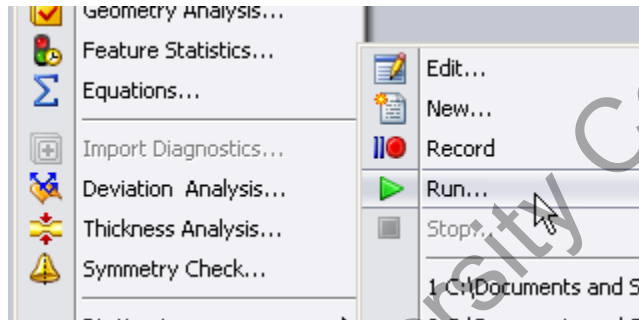 Geometry Analysis...
Feature Statistics...
Equations...
Import Diagnostics...
Deviation Analysis...
Thickness Analysis...
Symmetry Check...
Edit...
New...
Record
Run...
Stop...
1 C:\Documents and S